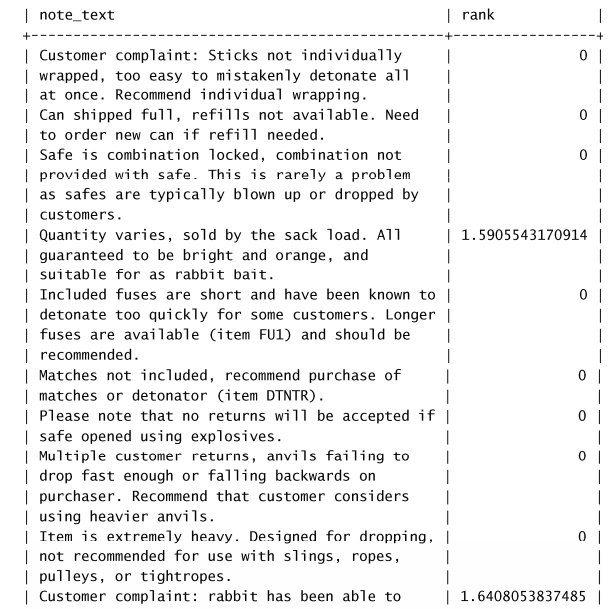 | note_text | rank |
+-----------------------------------------------+-----------------+
| Customer complaint: Sticks not individually | 0 |
| wrapped, too easy to mistakenly detonate all | |
| at once. Recommend individual wrapping. | |
| Can shipped full, refills not available. Need | 0 |
| to order new can if refill needed. | |
| Safe is combination locked, combination not | 0 |
| provided with safe. This is rarely a problem | |
| as safes are typically blown up or dropped by | |
| customers. | |
| Quantity varies, sold by the sack load. All | 1.5905543170914 |
| guaranteed to be bright and orange, and | |
| suitable for as rabbit bait. | |
| Included fuses are short and have been known to | 0 |
| detonate too quickly for some customers. Longer | |
| fuses are available (item FU1) and should be | |
| recommended. | |
| Matches not included, recommend purchase of | 0 |
| matches or detonator (item DTNTR). | |
| Please note that no returns will be accepted if | 0 |
| safe opened using explosives. | |
| Multiple customer returns, anvils failing to | 0 |
| drop fast enough or falling backwards on | |
| purchaser. Recommend that customer considers | |
| using heavier anvils. | |
| Item is extremely heavy. Designed for dropping, | 0 |
| not recommended for use with slings, ropes, | |
| pulleys, or tightropes. | |
| Customer complaint: rabbit has been able to | 1.6408053837485 |